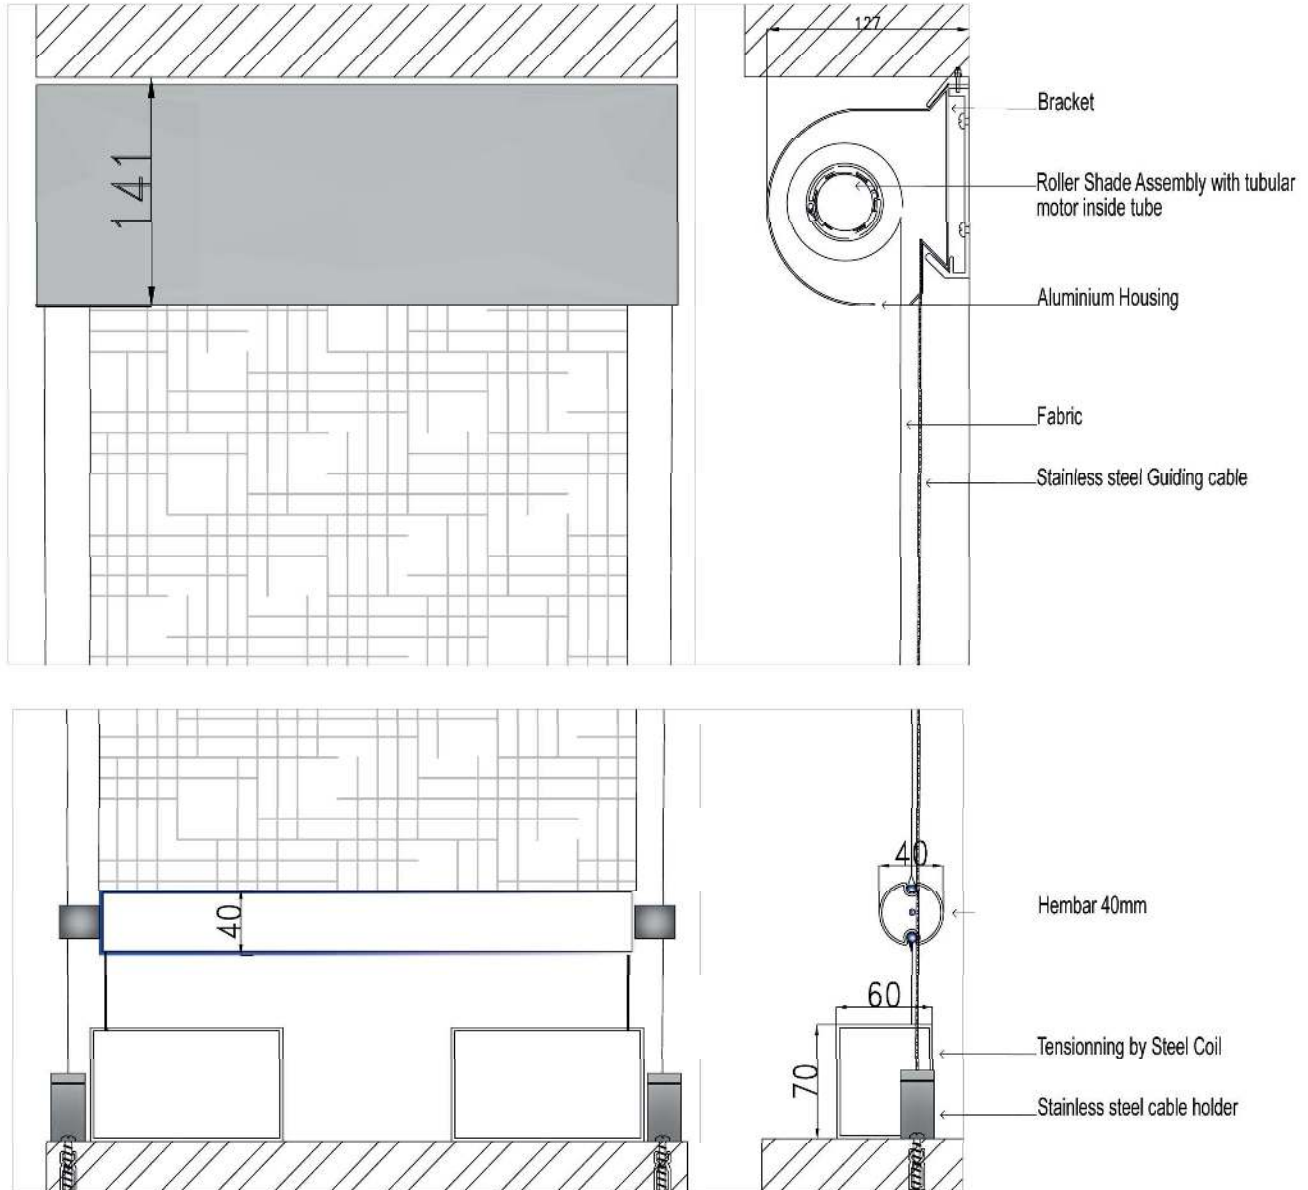 127
141
Bracket
Roller Shade Assembly with tubular
motor inside tube
Aluminium Housing
Fabric
Stainless steel Guiding cable
40
40
Hembar 40mm
60
70
Tensionning by Steel Coil
Stainless steel cable holder